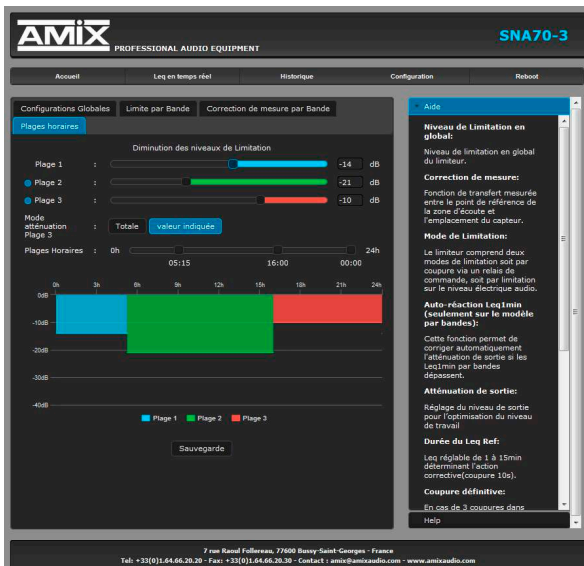 AMIX
PROFESSIONAL AUDIO EQUIPMENT
SNA70-3
Accueil Leq en temps réel Historique Configuration Reboot
Configurations Globales Limite par Bande Correction de mesure par Bande
Plages horaires
Diminution des niveaux de Limitation
Plage 1 : -14 dB
Plage 2 : -21 dB
Plage 3 : -10 dB
Mode
atténuation : Totale valeur indiquée
Plage 3
Plages Horaires : 0h 24h
05:15 16:00 00:00
0h 3h 6h 9h 12h 15h 18h 21h 24h
0dB
-10dB
-20dB
-30dB
-40dB
Plage 1 Plage 2 Plage 3
Sauvegarde
Aide
Niveau de Limitation en
global:
Niveau de limitation en global
du limiteur.
Correction de mesure:
Fonction de transfert mesurée
entre le point de référence de
la zone d'écoute et
l'emplacement du capteur.
Mode de Limitation:
Le limiteur comprend deux
modes de limitation soit par
coupure via un relais de
commande, soit par limitation
sur le niveau électrique audio.
Auto-réaction Leq1min
(seulement sur le modèle
par bandes):
Cette fonction permet de
corriger automatiquement
l'atténuation de sortie si les
Leq1min par bandes
dépassent.
Atténuation de sortie:
Réglage du niveau de sortie
pour l'optimisation du niveau
de travail
Durée du Leq Ref:
Leq réglable de 1 à 15min
déterminant l'action
corrective(coupure 10s).
Coupure définitive:
En cas de 3 coupures dans
Help
7 rue Raoul Follereau, 77600 Bussy-Saint-Georges - France
Tel: +33(0)1.64.66.20.20 - Fax: +33(0)1.64.66.20.30 - Contact : amix@amixaudio.com - www.amixaudio.com